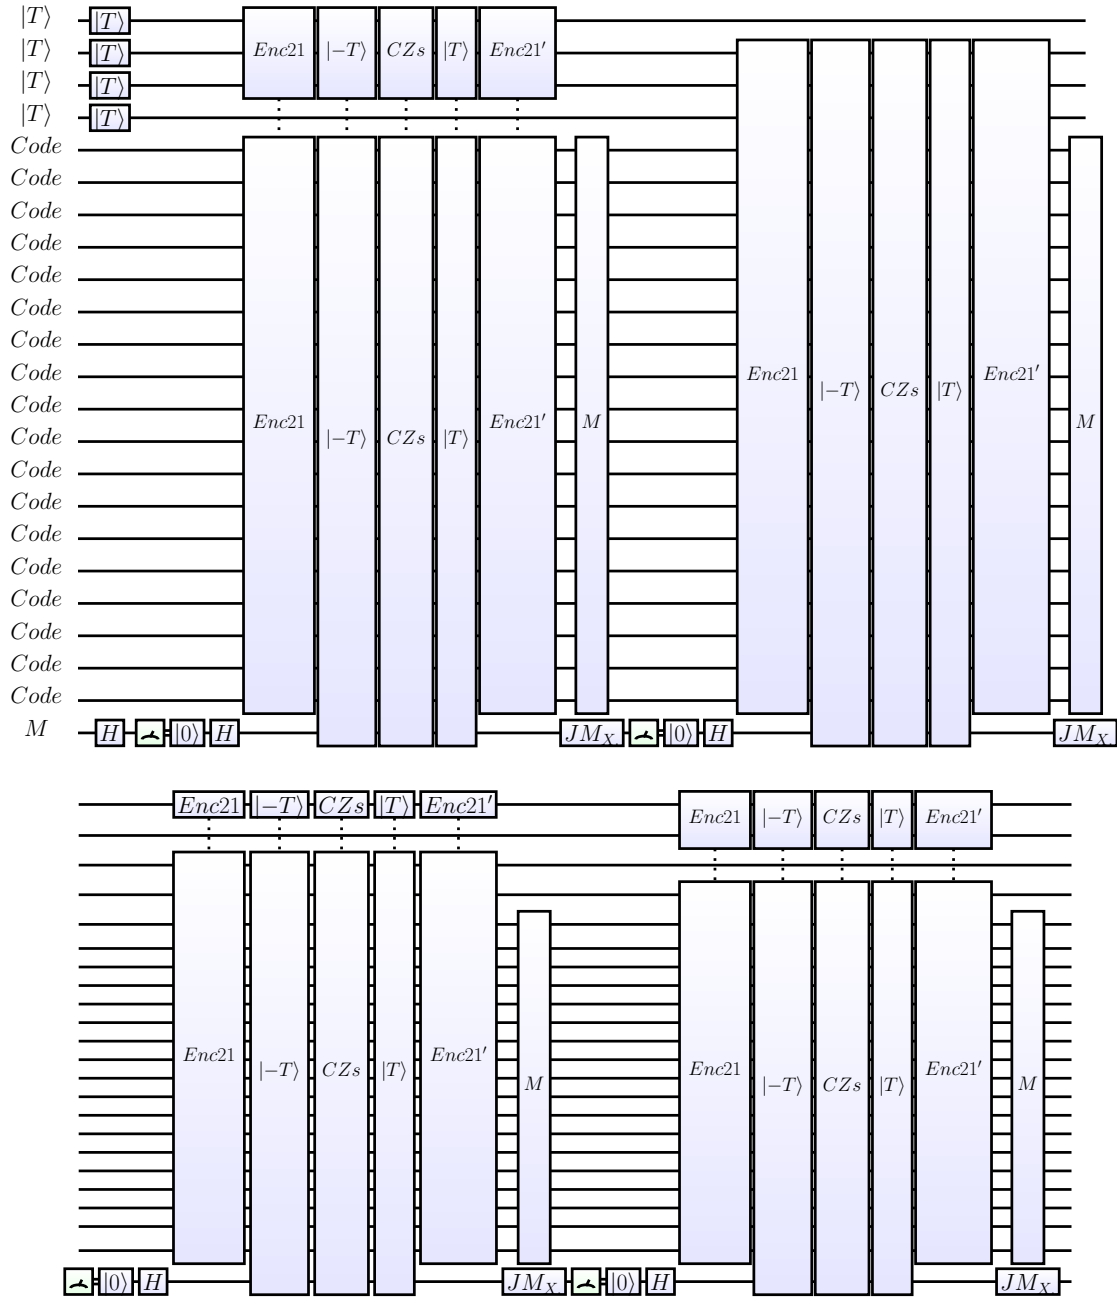 |T⟩ |T⟩
|T⟩ |T⟩ Enc21 |−T⟩ CZs |T⟩ Enc21′
|T⟩ |T⟩
|T⟩ |T⟩
Code
Code
Code
Code
Code
Code
Code
Code Enc21 Enc21′
Code |−T⟩ CZs |T⟩
Code Enc21 |−T⟩ CZs |T⟩ Enc21′ M M
Code
Code
Code
Code
Code
Code
Code
Code
M H |0⟩ H JM_X. |0⟩ H JM_X.
Enc21 |−T⟩ CZs |T⟩ Enc21′ Enc21 |−T⟩ CZs |T⟩ Enc21′
Enc21 |−T⟩ CZs |T⟩ Enc21′ M Enc21 |−T⟩ CZs |T⟩ Enc21′ M
|0⟩ H JM_X. |0⟩ H JM_X.